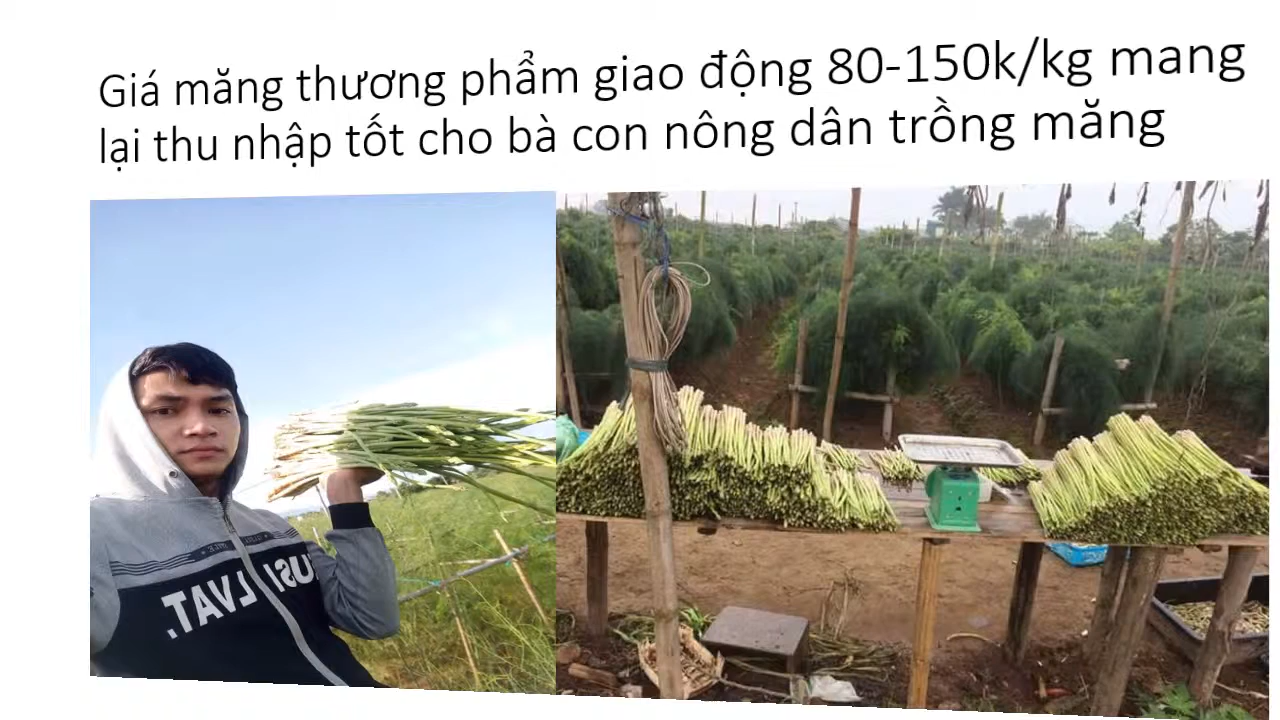 Giá măng thương phẩm giao động 80-150k/kg mang
lại thu nhập tốt cho bà con nông dân trồng măng